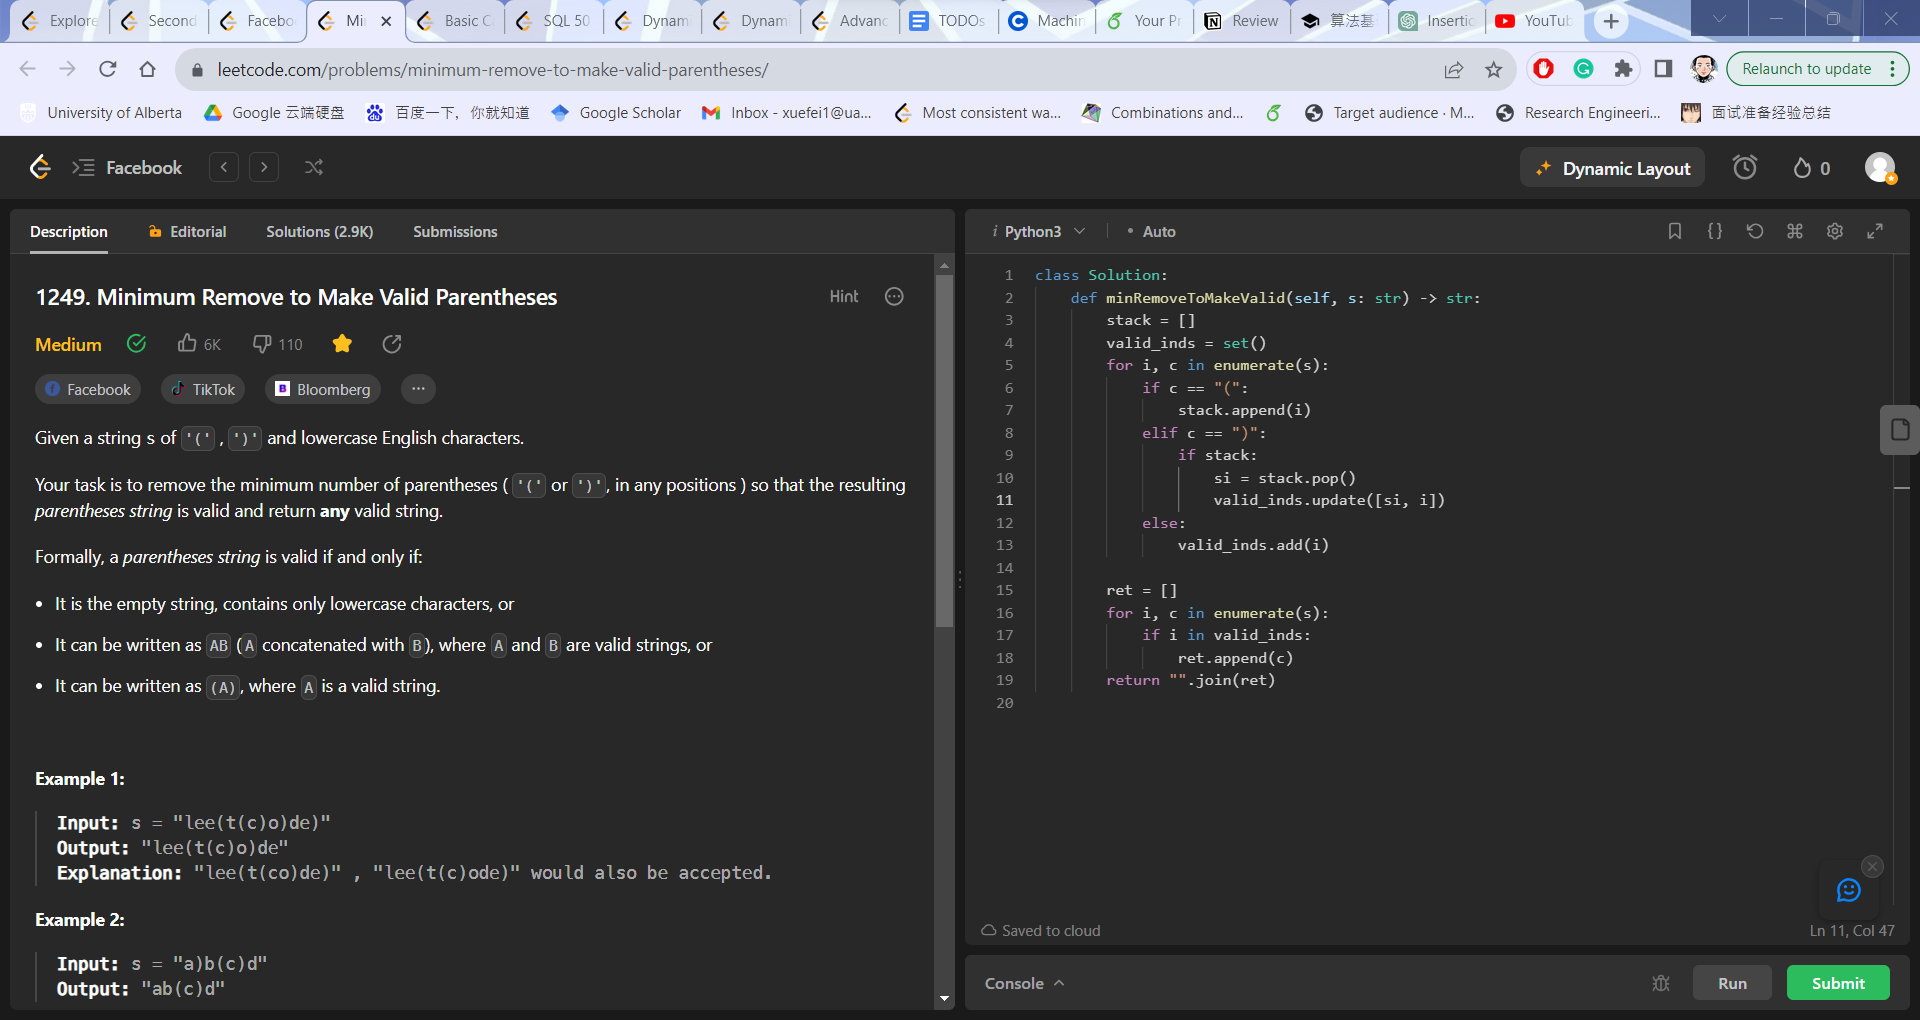 Explore
Second
Facebo
Mi
Basic C
SQL 50
Dynam
Dynam
Advanc
TODOs
Machin
Your Pr
Review
算法基
Insertic
YouTub
leetcode.com/problems/minimum-remove-to-make-valid-parentheses/
Relaunch to update
University of Alberta
Google 云端硬盘
百度一下，你就知道
Google Scholar
Inbox - xuefei1@ua...
Most consistent wa...
Combinations and...
Target audience · M...
Research Engineeri...
面试准备经验总结
Facebook
Dynamic Layout
0
Description
Editorial
Solutions (2.9K)
Submissions
1249. Minimum Remove to Make Valid Parentheses
Hint
Medium
6K
110
Facebook
TikTok
Bloomberg
Given a string s of '(' , ')' and lowercase English characters.
Your task is to remove the minimum number of parentheses ( '(' or ')', in any positions ) so that the resulting
parentheses string is valid and return any valid string.
Formally, a parentheses string is valid if and only if:
• It is the empty string, contains only lowercase characters, or
• It can be written as AB (A concatenated with B), where A and B are valid strings, or
• It can be written as (A), where A is a valid string.
Example 1:
Input: s = "lee(t(c)o)de)"
Output: "lee(t(c)o)de"
Explanation: "lee(t(co)de)" , "lee(t(c)ode)" would also be accepted.
Example 2:
Input: s = "a)b(c)d"
Output: "ab(c)d"
i Python3
• Auto
1 class Solution:
2     def minRemoveToMakeValid(self, s: str) -> str:
3         stack = []
4         valid_inds = set()
5         for i, c in enumerate(s):
6             if c == "(":
7                 stack.append(i)
8             elif c == ")":
9                 if stack:
10                     si = stack.pop()
11                     valid_inds.update([si, i])
12             else:
13                 valid_inds.add(i)
14
15         ret = []
16         for i, c in enumerate(s):
17             if i in valid_inds:
18                 ret.append(c)
19         return "".join(ret)
20
Saved to cloud
Ln 11, Col 47
Console
Run
Submit